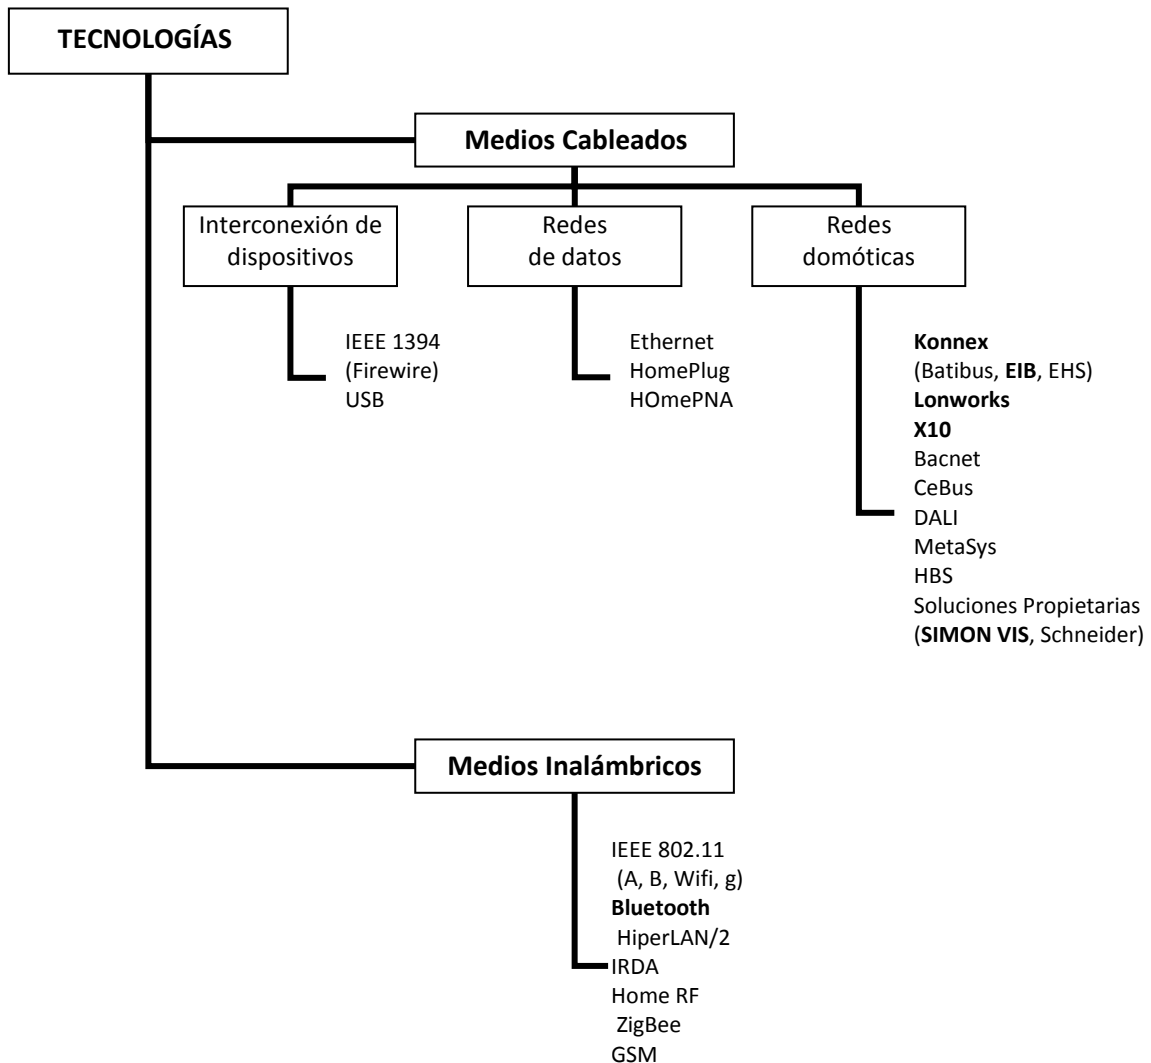 TECNOLOGÍAS
Medios Cableados
Interconexión de
dispositivos
Redes
de datos
Redes
domóticas
IEEE 1394
(Firewire)
USB
Ethernet
HomePlug
HOmePNA
Konnex
(Batibus, EIB, EHS)
Lonworks
X10
Bacnet
CeBus
DALI
MetaSys
HBS
Soluciones Propietarias
(SIMON VIS, Schneider)
Medios Inalámbricos
IEEE 802.11
(A, B, Wifi, g)
Bluetooth
HiperLAN/2
IRDA
Home RF
ZigBee
GSM